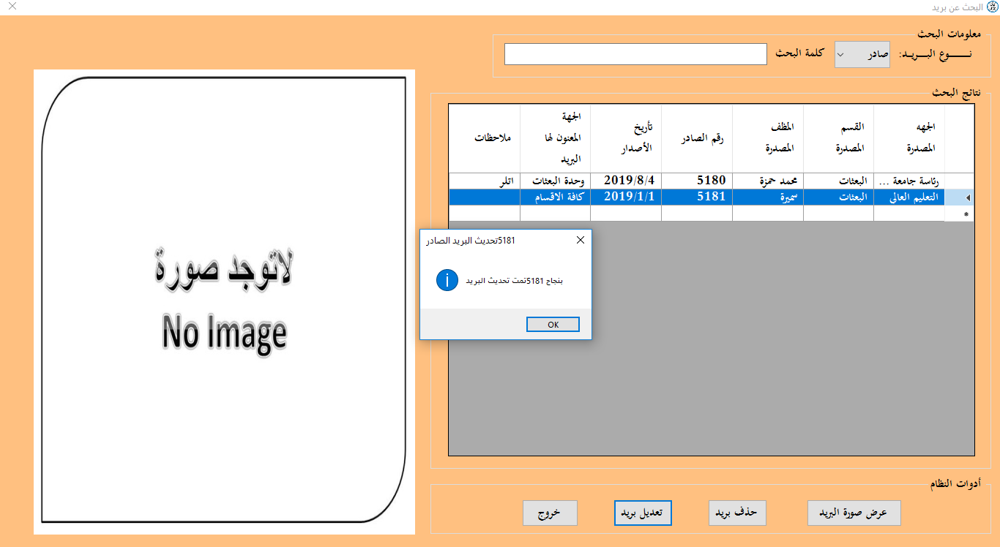 البحث عن بريد
معلومات البحث
نـــــوع البـــريـــد: صادر كلمة البحث
نتائج البحث
الجهه المصدرة القسم المصدرة المظف المصدرة رقم الصادر تأريخ الأصدار الجهة المعنون لها البريد ملاحظات
رئاسة جامعة ... البعثات محمد حمزة 5180 2019/8/4 وحدة البعثات اتلر
التعليم العالى البعثات سميرة 5181 2019/1/1 كافة الاقسام
5181تحديث البريد الصادر
بنجاح 5181تمت تحديث البريد
OK
لاتوجد صورة
No Image
أدوات النظام
عرض صورة البريد حذف بريد تعديل بريد خروج